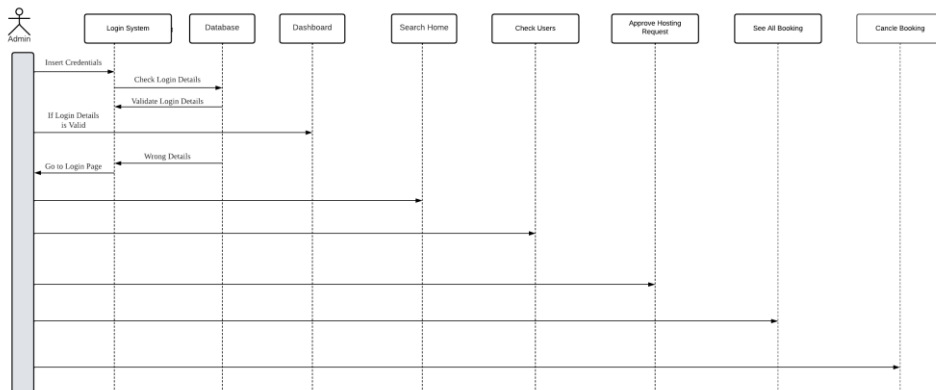 Admin
Login System
Database
Dashboard
Search Home
Check Users
Approve Hosting
Request
See All Booking
Cancle Booking
Insert Credentials
Check Login Details
Validate Login Details
If Login Details
is Valid
Wrong Details
Go to Login Page